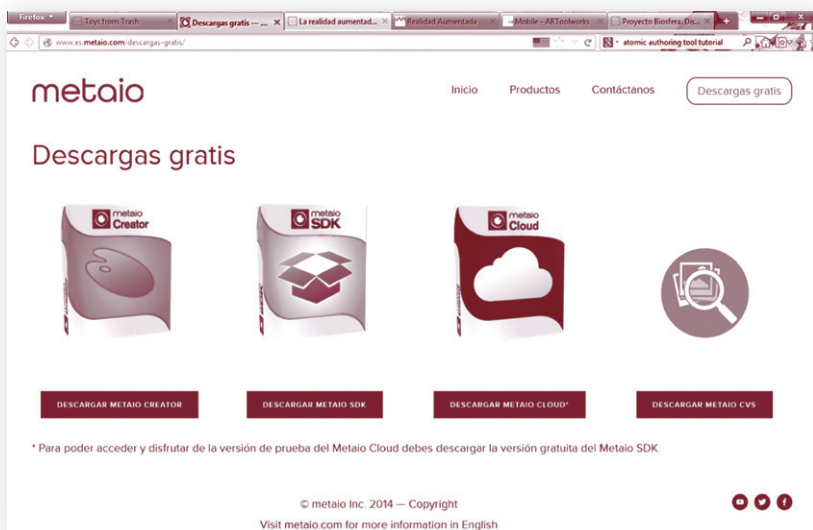 Firefox
Toys from Trash
Descargas gratis — ...
La realidad aumentad...
Realidad Aumentada
Mobile - ARToolworks
Proyecto Biosfera. Dis...
www.es.metaio.com/descargas-gratis/
atomic authoring tool tutorial
metaio
Inicio
Productos
Contáctanos
Descargas gratis
Descargas gratis
metaio
Creator
metaio
SDK
metaio
Cloud
DESCARGAR METAIO CREATOR
DESCARGAR METAIO SDK
DESCARGAR METAIO CLOUD*
DESCARGAR METAIO CVS
* Para poder acceder y disfrutar de la versión de prueba del Metaio Cloud debes descargar la versión gratuita del Metaio SDK.
© metaio Inc. 2014 — Copyright
Visit metaio.com for more information in English